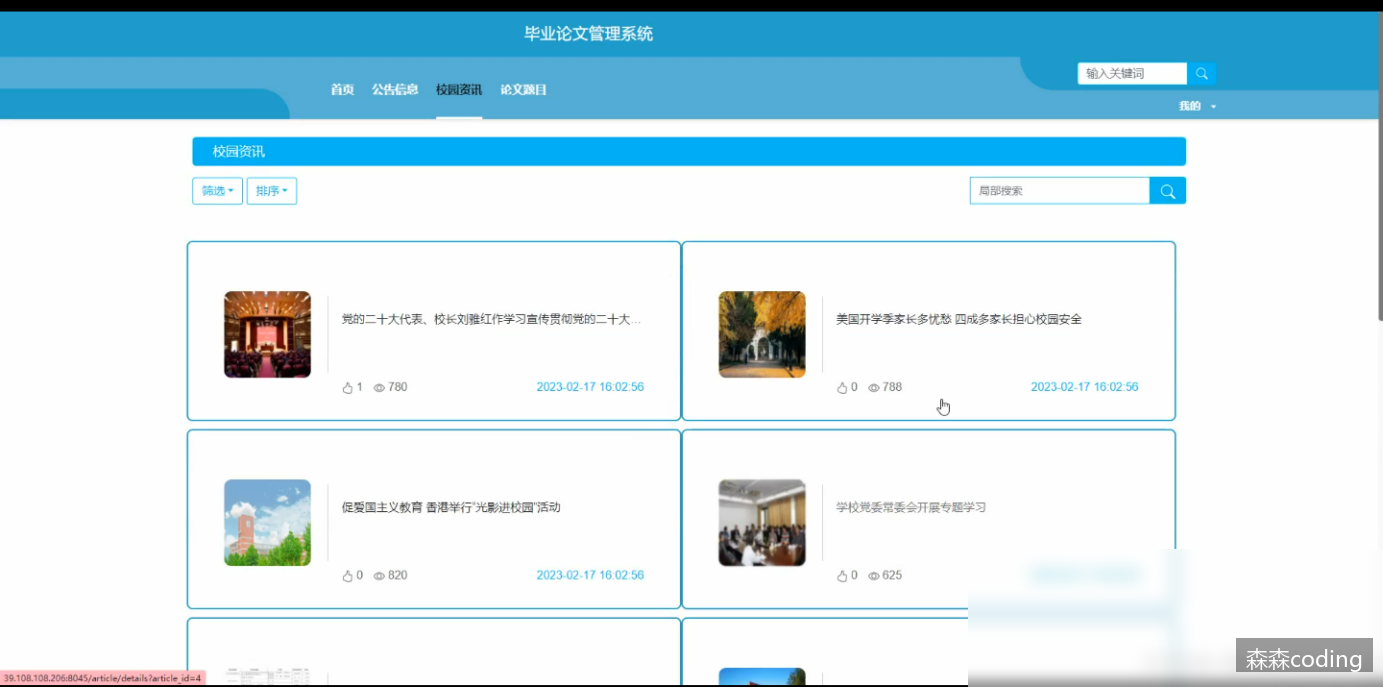 毕业论文管理系统
输入关键词
首页 公告信息 校园资讯 论文题目
我的
校园资讯
筛选 排序
局部搜索
党的二十大代表、校长刘雅红作学习宣传贯彻党的二十大...
1 780 2023-02-17 16:02:56
美国开学季家长多忧愁 四成多家长担心校园安全
0 788 2023-02-17 16:02:56
促爱国主义教育 香港举行“光影进校园”活动
0 820 2023-02-17 16:02:56
学校党委常委会开展专题学习
0 625
森森coding
39.108.108.206:8045/article/details?article_id=4